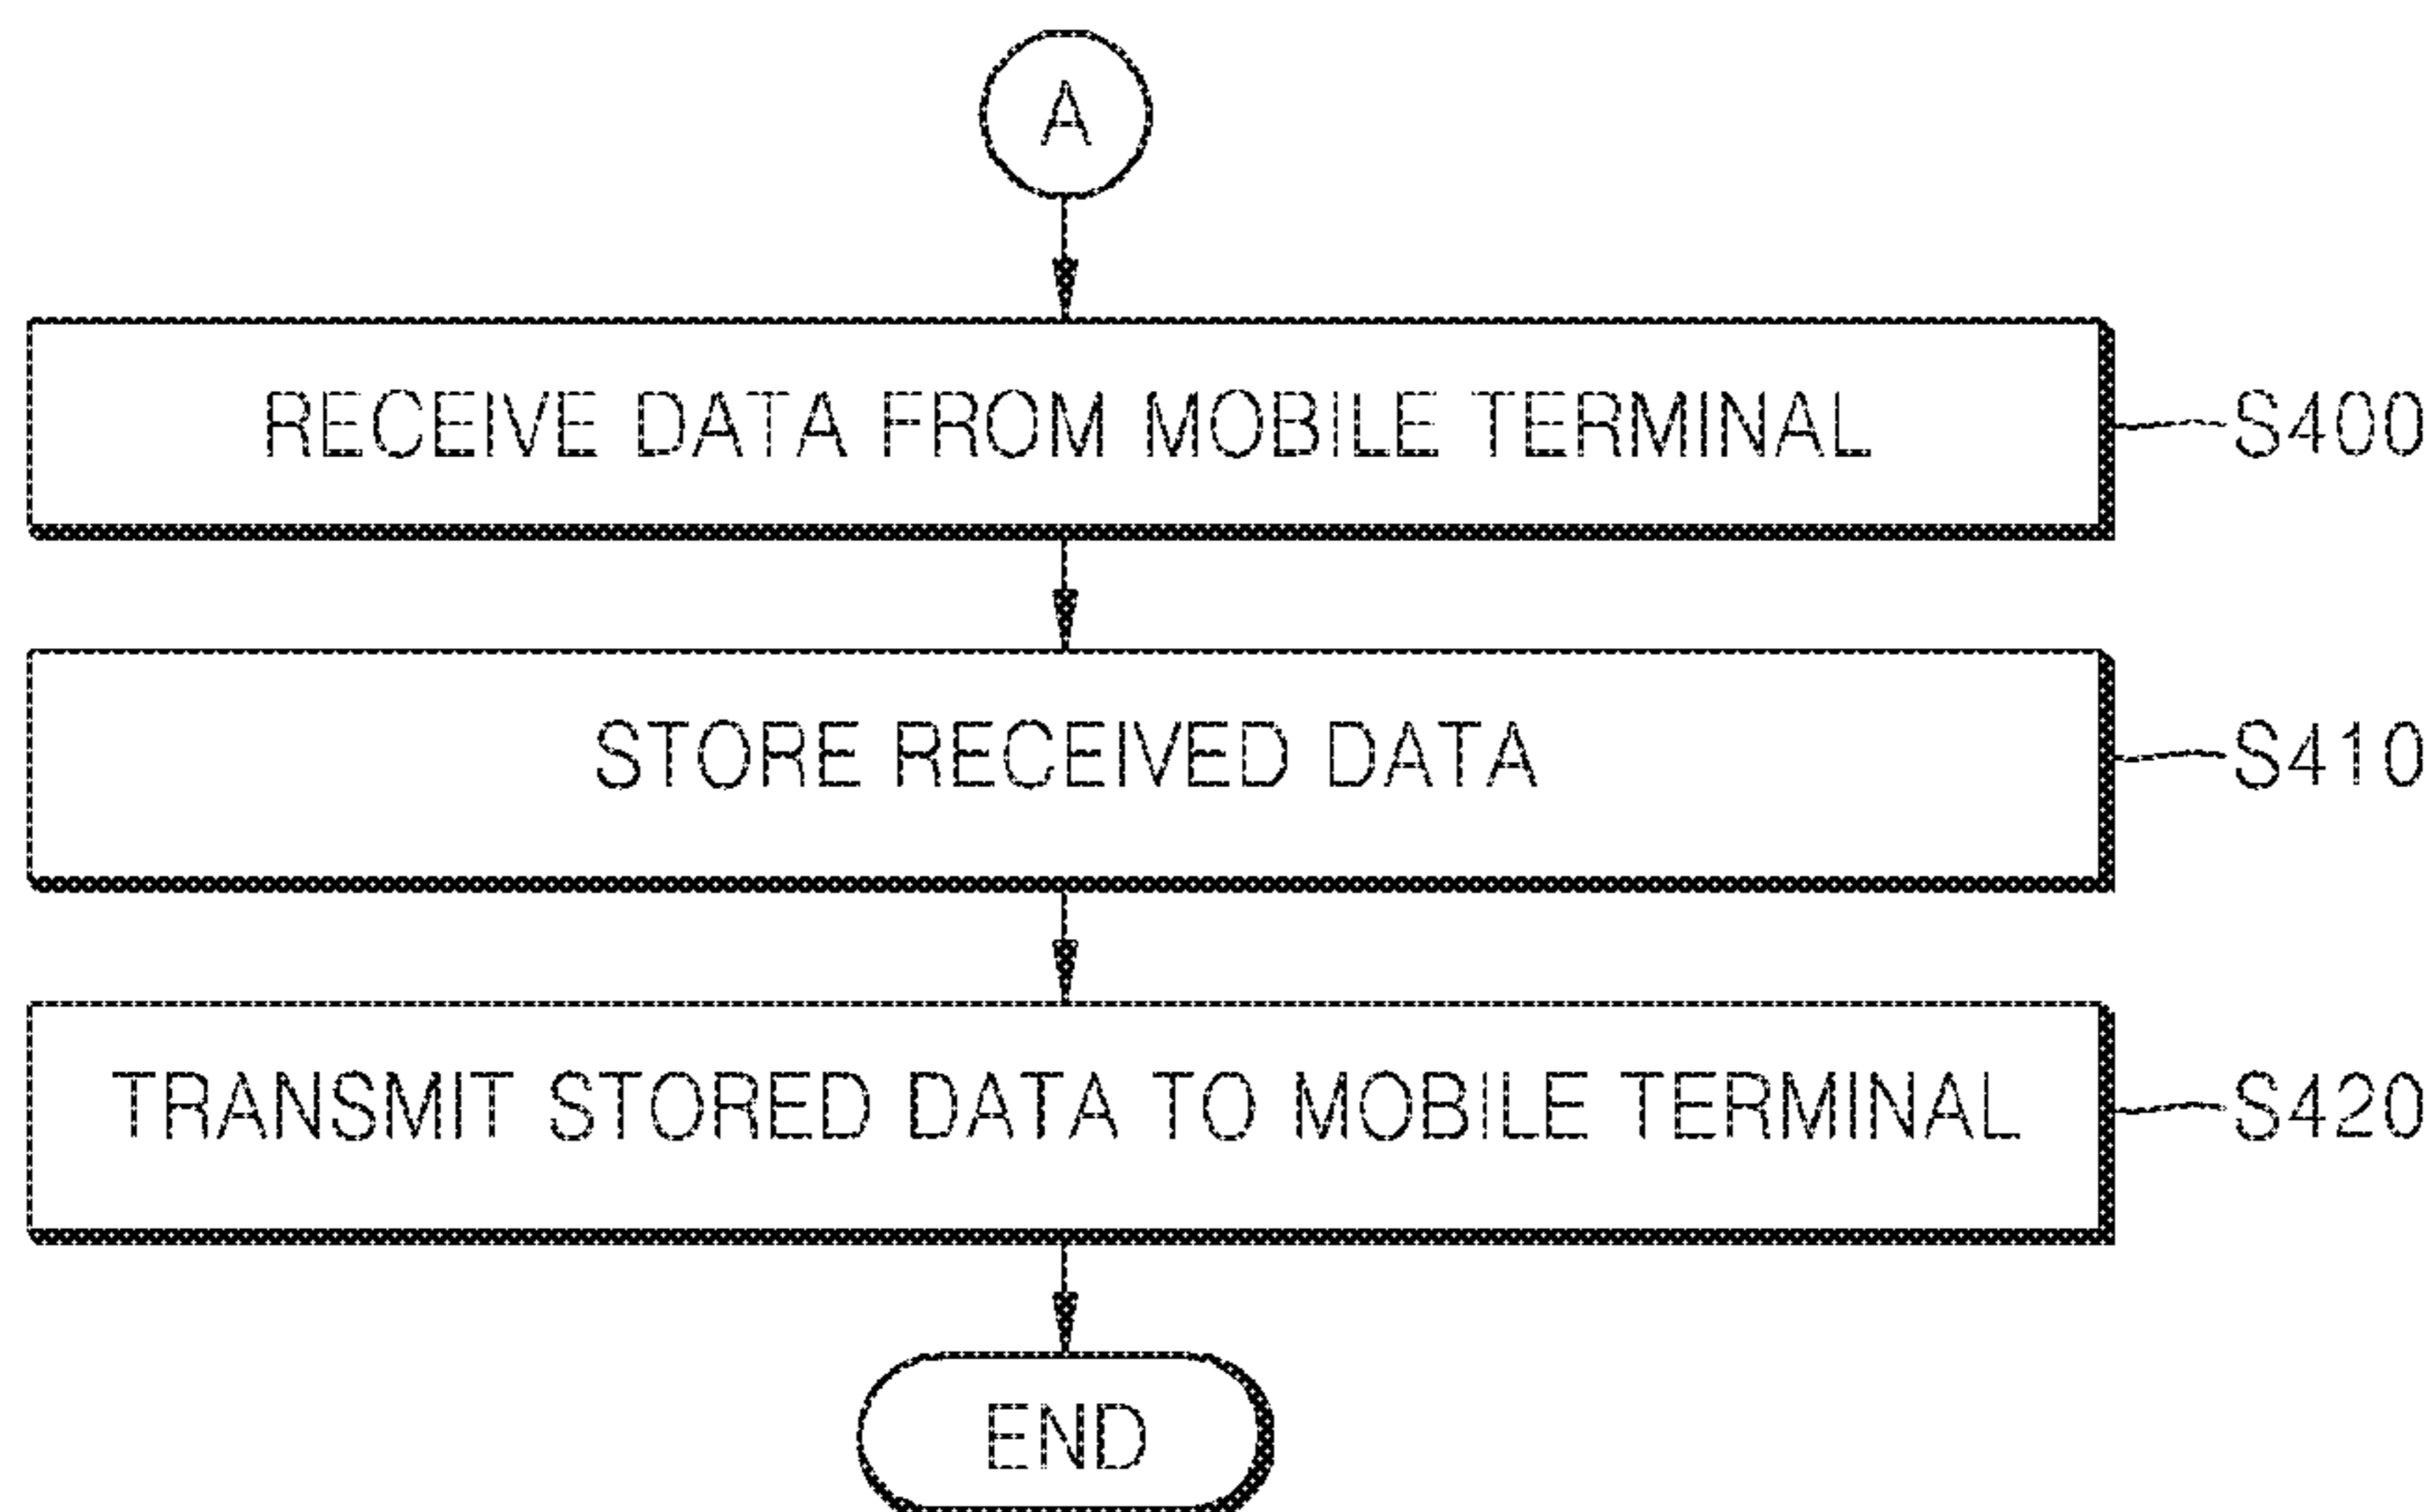 A
RECEIVE DATA FROM MOBILE TERMINAL
S400
STORE RECEIVED DATA
S410
TRANSMIT STORED DATA TO MOBILE TERMINAL
S420
END